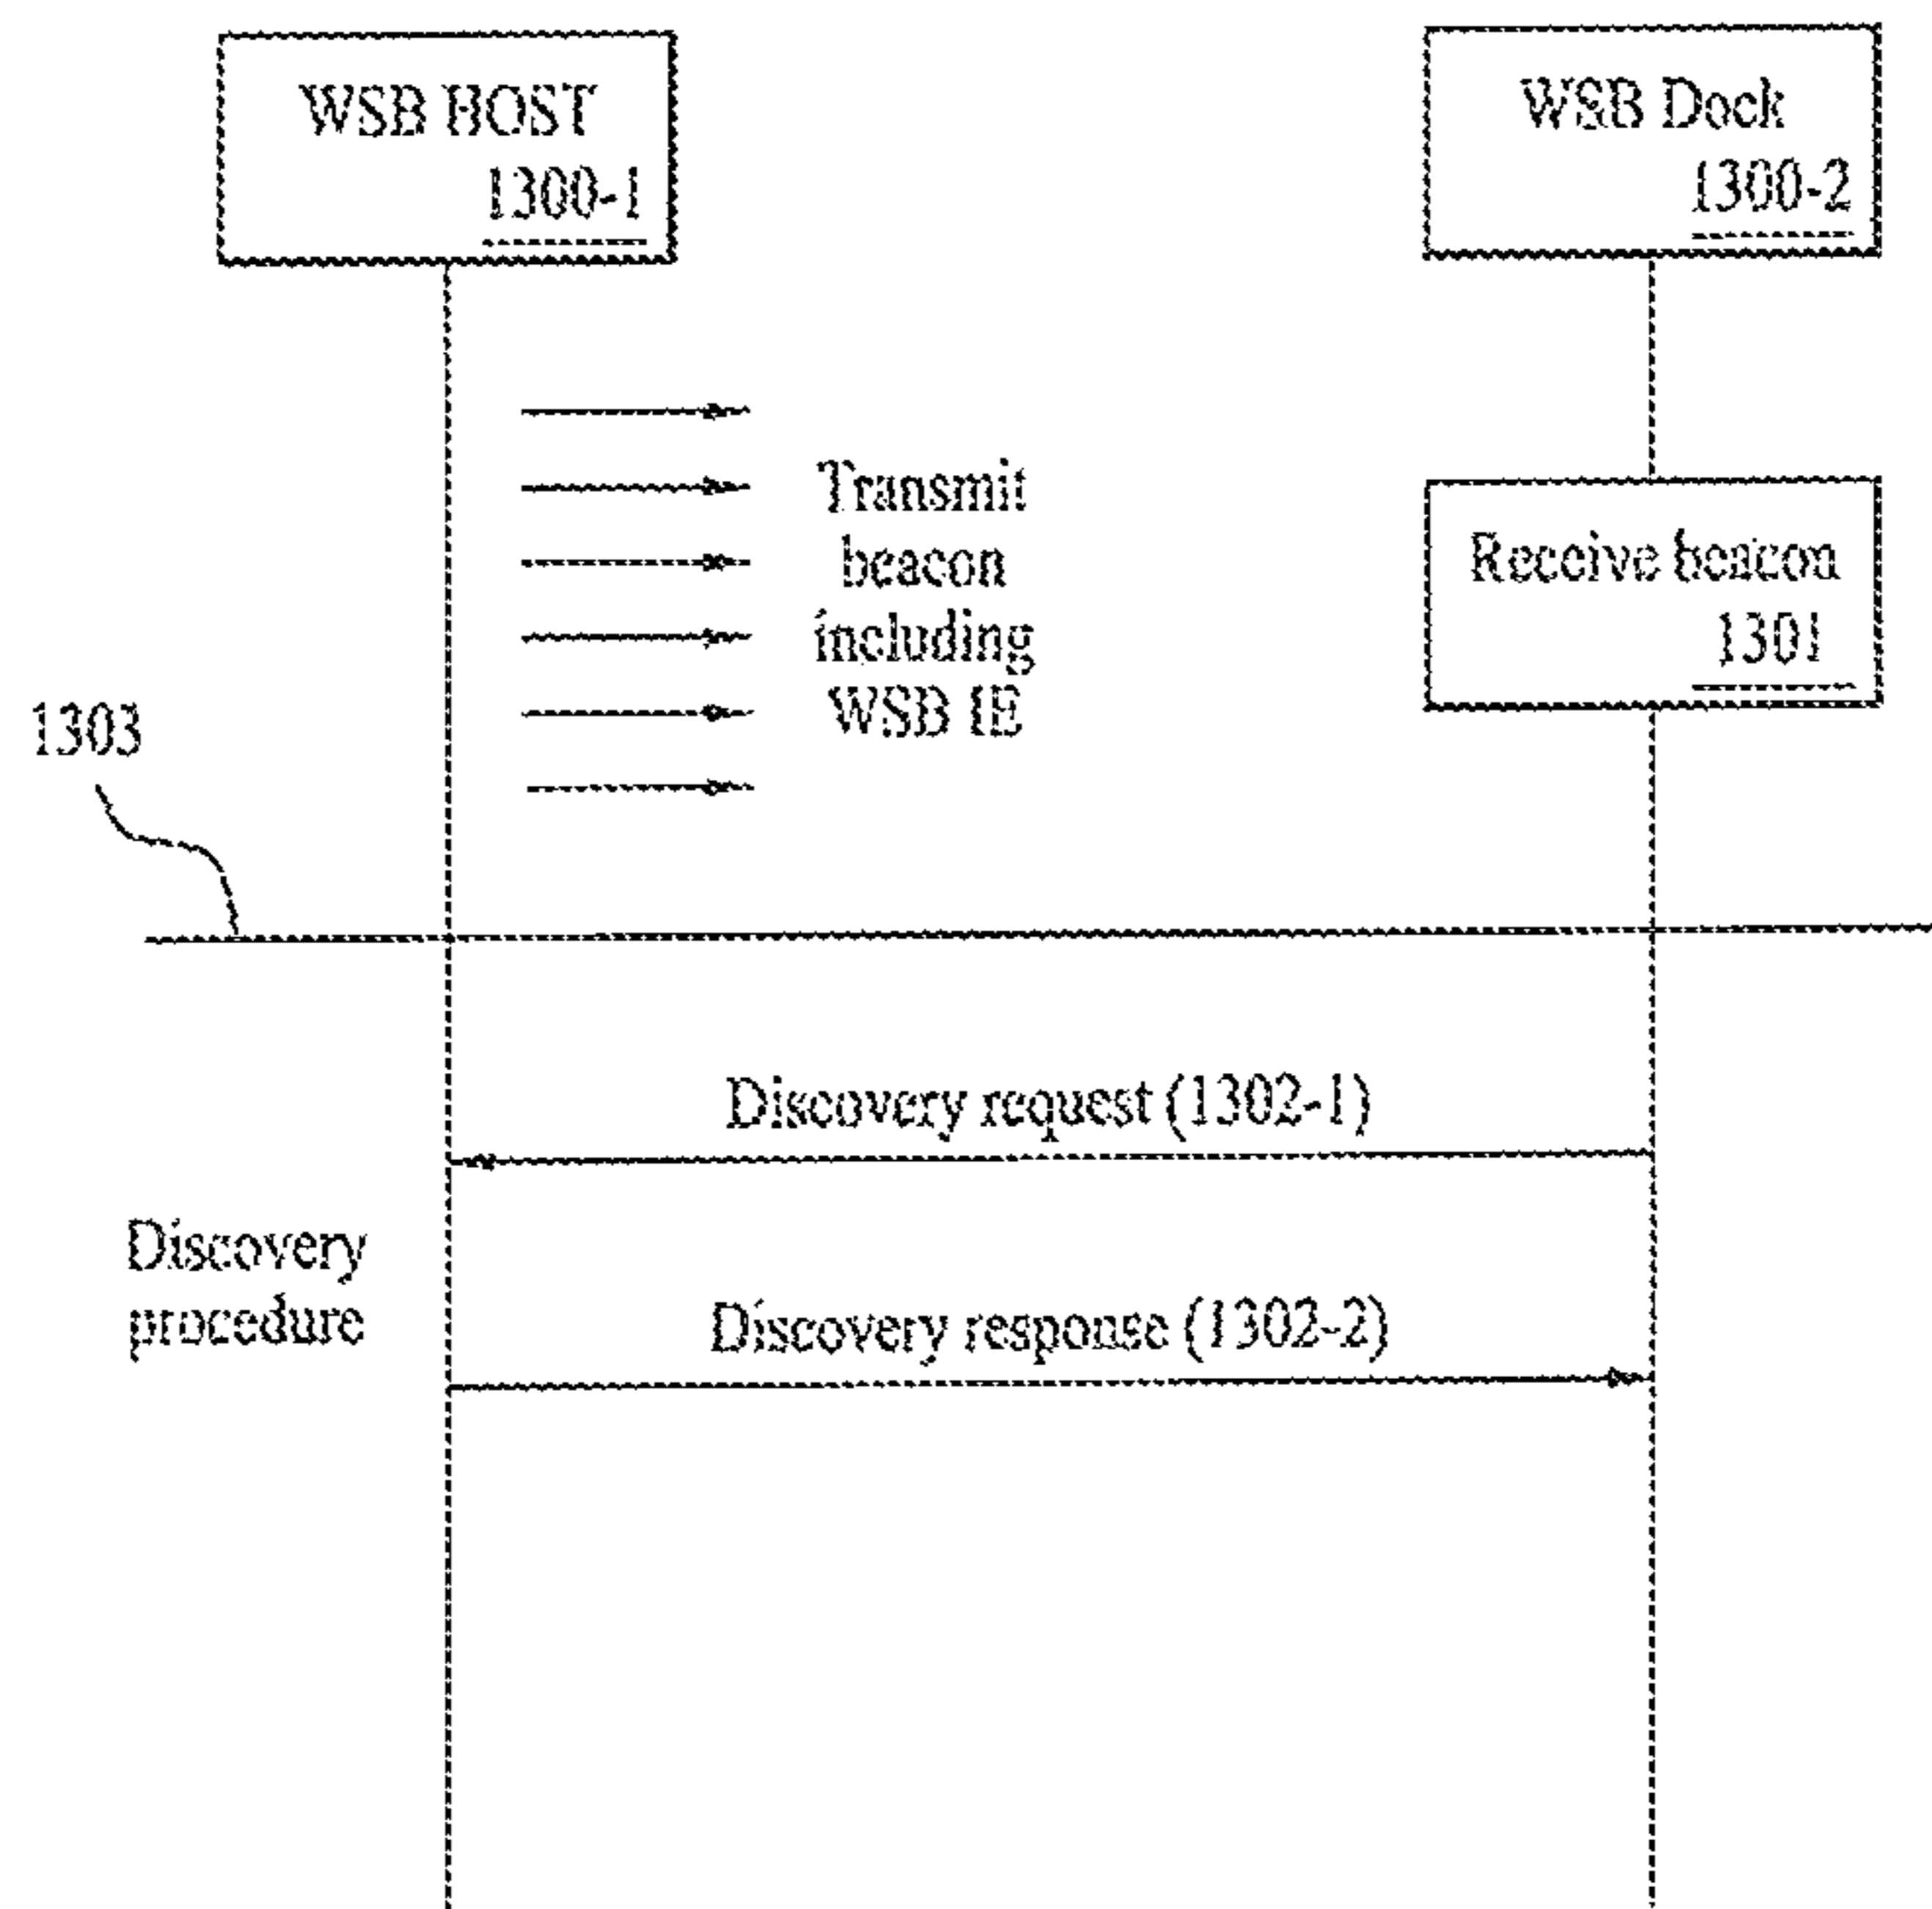 WSB HOST
1300-1
WSB Dock
1300-2
Transmit
beacon
including
WSB IE
Receive beacon
1301
1303
Discovery request (1302-1)
Discovery
procedure
Discovery response (1302-2)